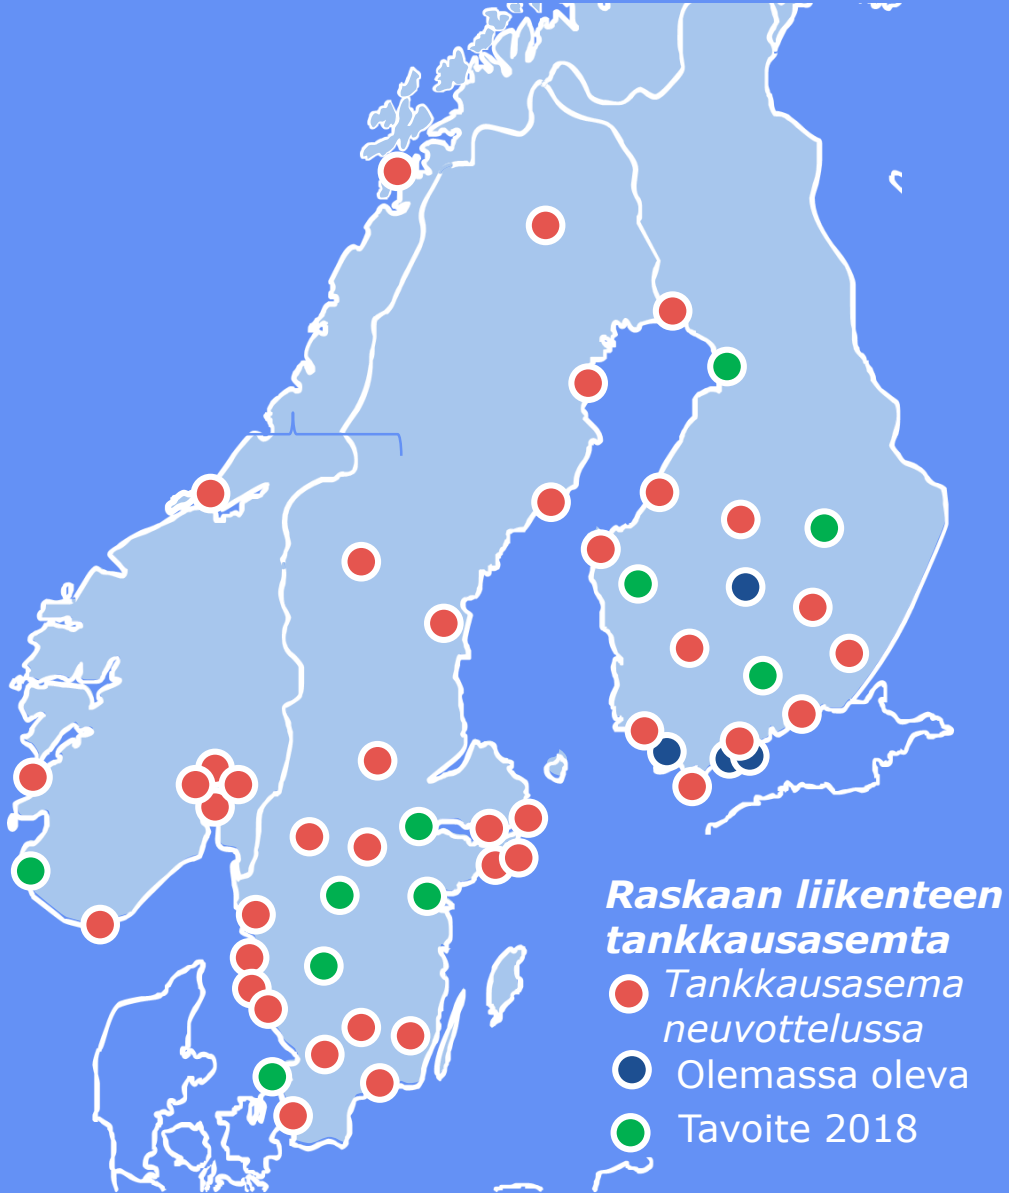 Raskaan liikenteen
tankkausasemta
Tankkausasema
neuvottelussa
Olemassa oleva
Tavoite 2018